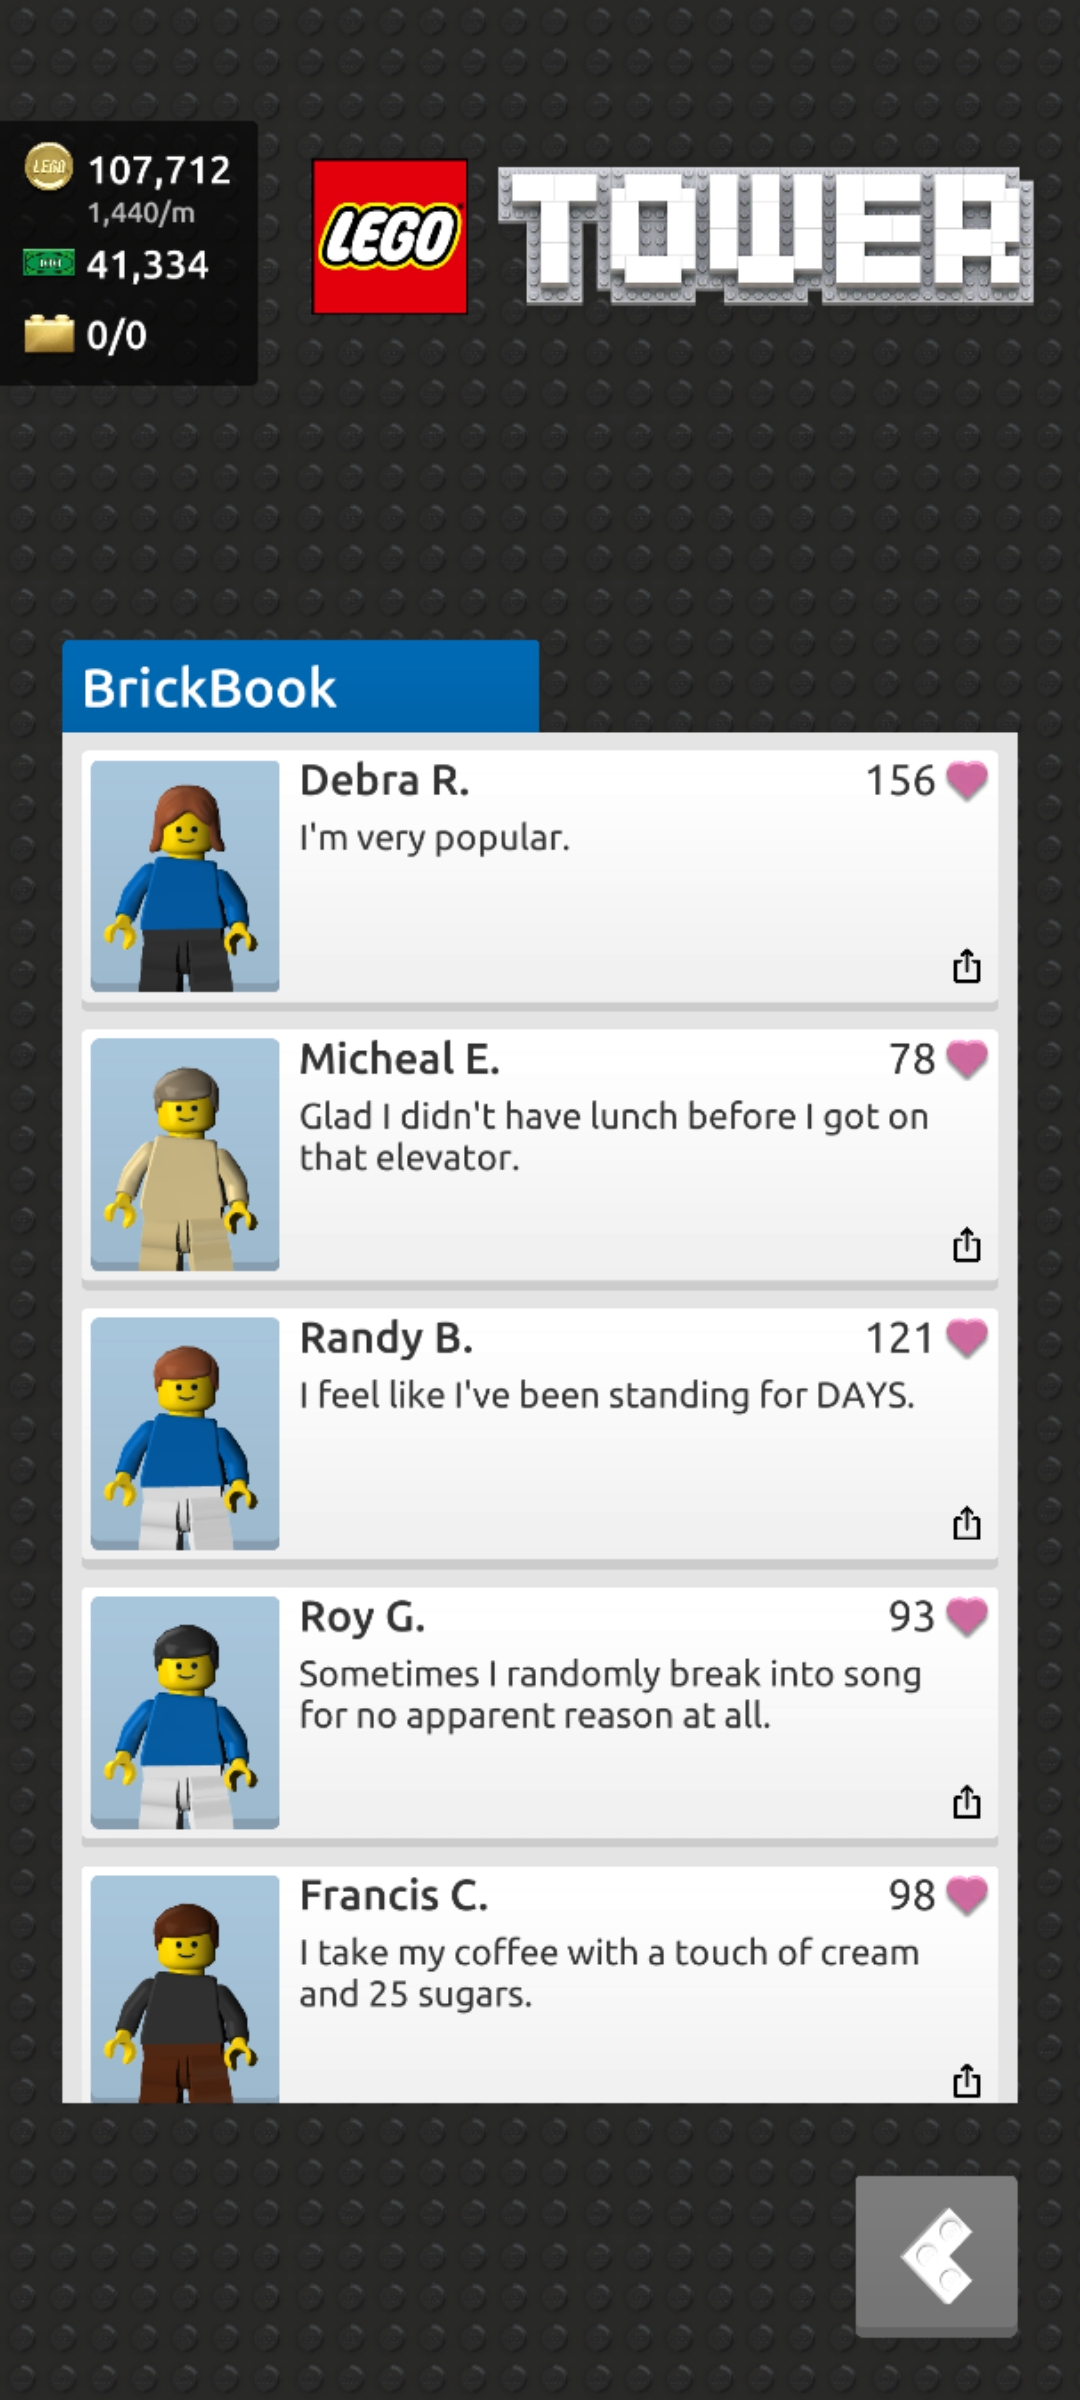 LEGO
107,712
1,440/m
41,334
0/0
LEGO
TOWER
BrickBook
Debra R.
156
I'm very popular.
Micheal E.
78
Glad I didn't have lunch before I got on
that elevator.
Randy B.
121
I feel like I've been standing for DAYS.
Roy G.
93
Sometimes I randomly break into song
for no apparent reason at all.
Francis C.
98
I take my coffee with a touch of cream
and 25 sugars.